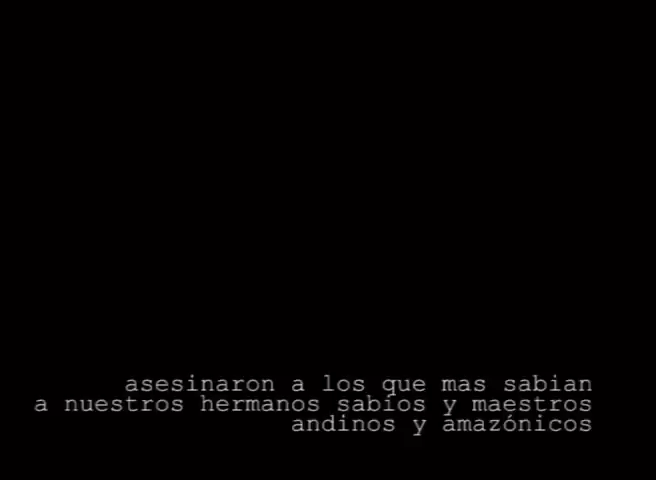 asesinaron a los que mas sabian
a nuestros hermanos sabios y maestros
andinos y amazónicos